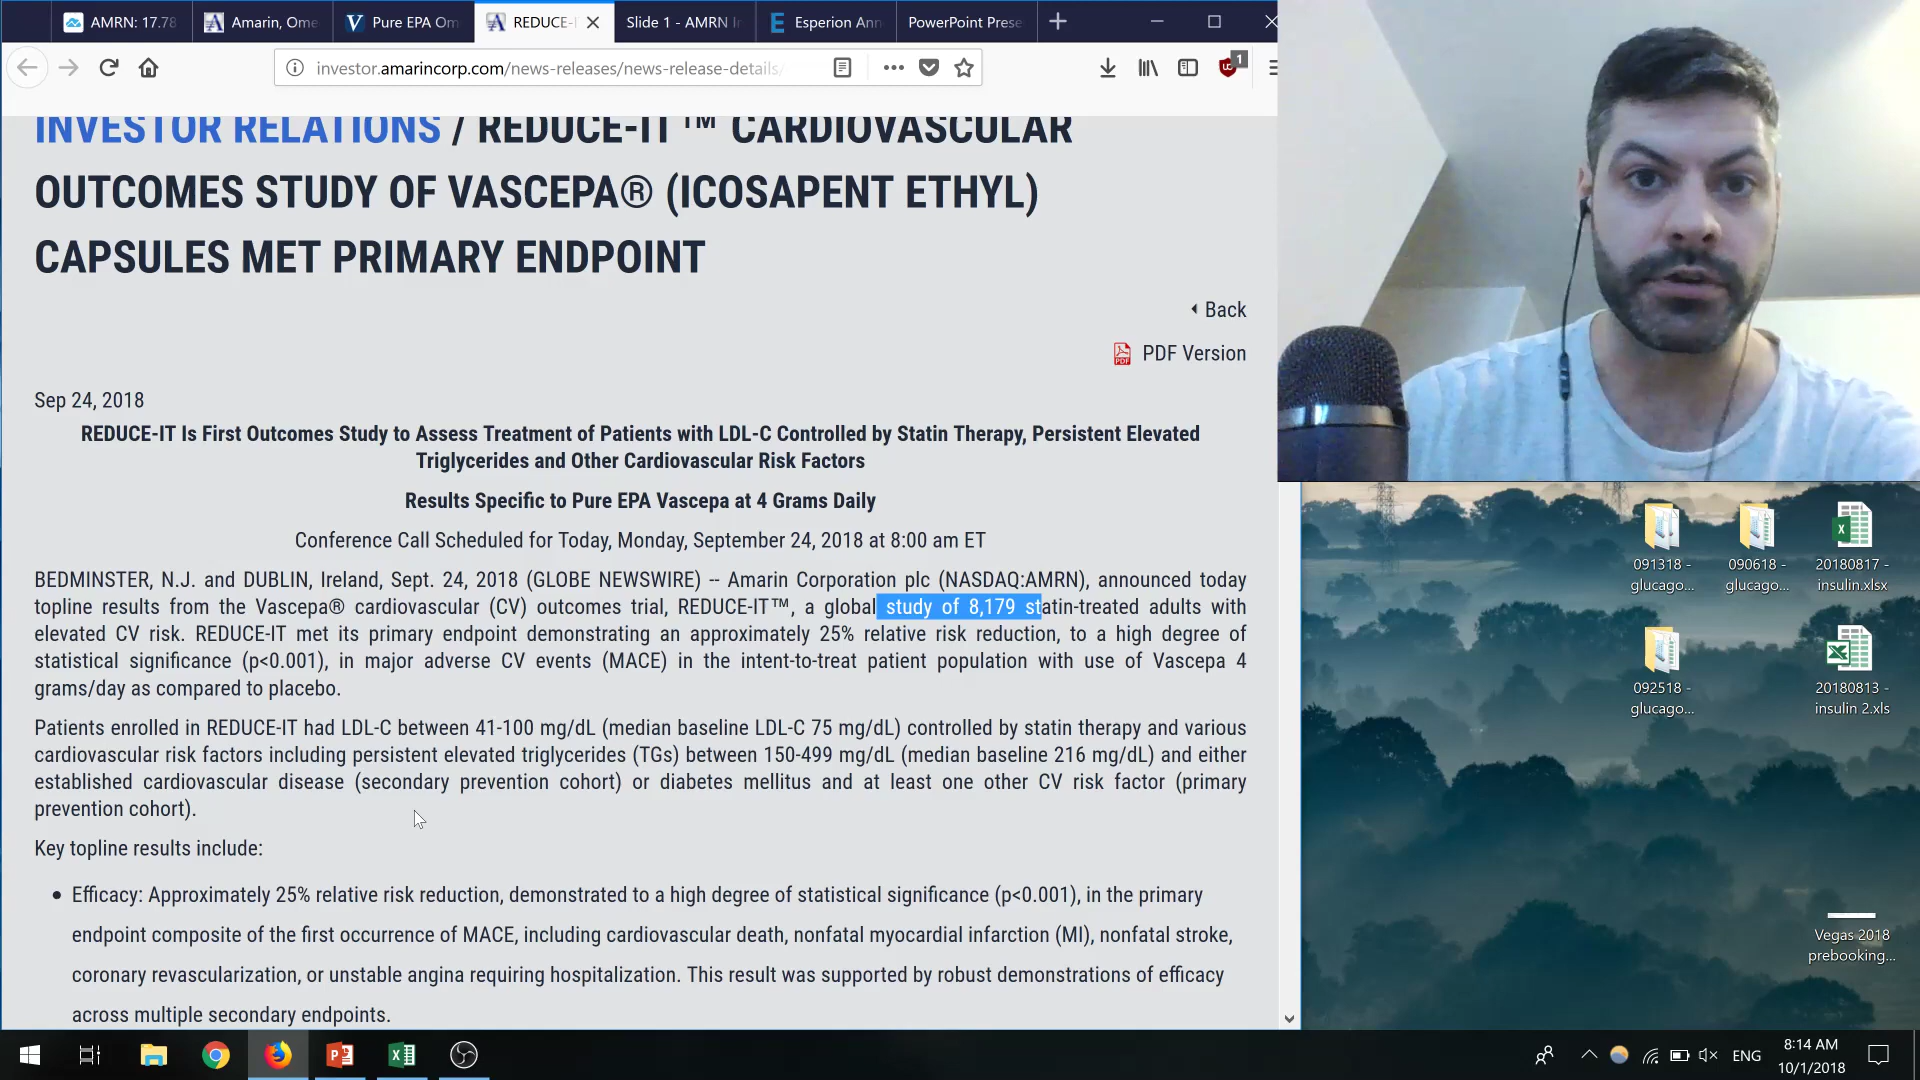 AMRN: 17.78
Amarin, Ome
Pure EPA Om
REDUCE-I
Slide 1 - AMRN I
Esperion Ann
PowerPoint Prese
investor.amarincorp.com/news-releases/news-release-details/
1
INVESTOR RELATIONS / REDUCE-IT™ CARDIOVASCULAR
OUTCOMES STUDY OF VASCEPA® (ICOSAPENT ETHYL)
CAPSULES MET PRIMARY ENDPOINT
Back
PDF Version
Sep 24, 2018
REDUCE-IT Is First Outcomes Study to Assess Treatment of Patients with LDL-C Controlled by Statin Therapy, Persistent Elevated
Triglycerides and Other Cardiovascular Risk Factors
Results Specific to Pure EPA Vascepa at 4 Grams Daily
Conference Call Scheduled for Today, Monday, September 24, 2018 at 8:00 am ET
BEDMINSTER, N.J. and DUBLIN, Ireland, Sept. 24, 2018 (GLOBE NEWSWIRE) -- Amarin Corporation plc (NASDAQ:AMRN), announced today
topline results from the Vascepa® cardiovascular (CV) outcomes trial, REDUCE-IT™, a global study of 8,179 statin-treated adults with
elevated CV risk. REDUCE-IT met its primary endpoint demonstrating an approximately 25% relative risk reduction, to a high degree of
statistical significance (p<0.001), in major adverse CV events (MACE) in the intent-to-treat patient population with use of Vascepa 4
grams/day as compared to placebo.
Patients enrolled in REDUCE-IT had LDL-C between 41-100 mg/dL (median baseline LDL-C 75 mg/dL) controlled by statin therapy and various
cardiovascular risk factors including persistent elevated triglycerides (TGs) between 150-499 mg/dL (median baseline 216 mg/dL) and either
established cardiovascular disease (secondary prevention cohort) or diabetes mellitus and at least one other CV risk factor (primary
prevention cohort).
Key topline results include:
• Efficacy: Approximately 25% relative risk reduction, demonstrated to a high degree of statistical significance (p<0.001), in the primary
endpoint composite of the first occurrence of MACE, including cardiovascular death, nonfatal myocardial infarction (MI), nonfatal stroke,
coronary revascularization, or unstable angina requiring hospitalization. This result was supported by robust demonstrations of efficacy
across multiple secondary endpoints.
091318 -
glucago...
090618 -
glucago...
20180817 -
insulin.xlsx
092518 -
glucago...
20180813 -
insulin 2.xls
Vegas 2018
prebooking...
ENG
8:14 AM
10/1/2018